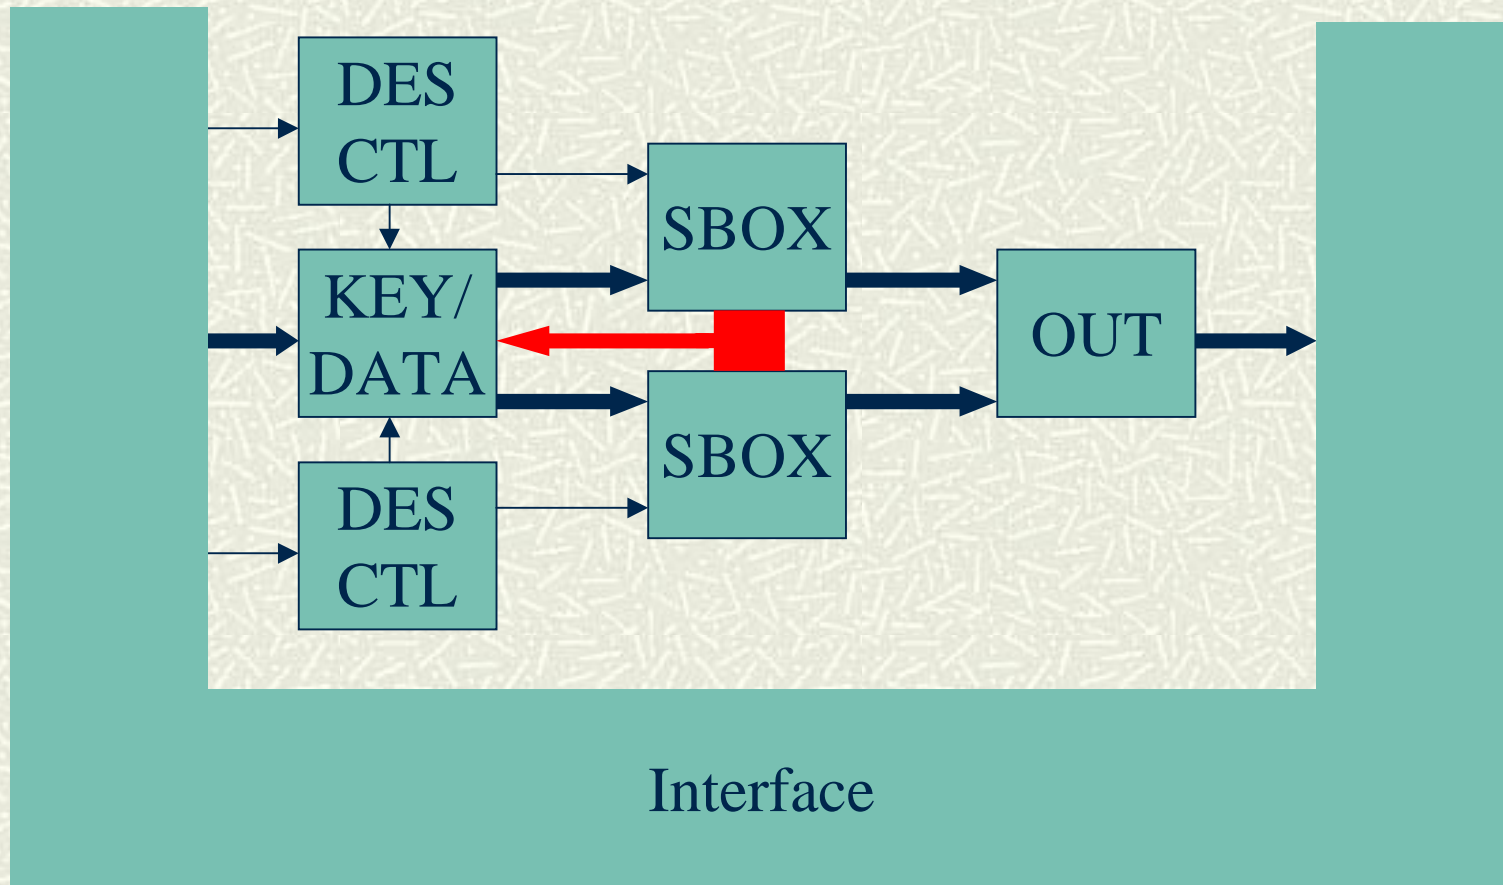 DES
CTL
SBOX
KEY/
DATA
OUT
SBOX
DES
CTL
Interface